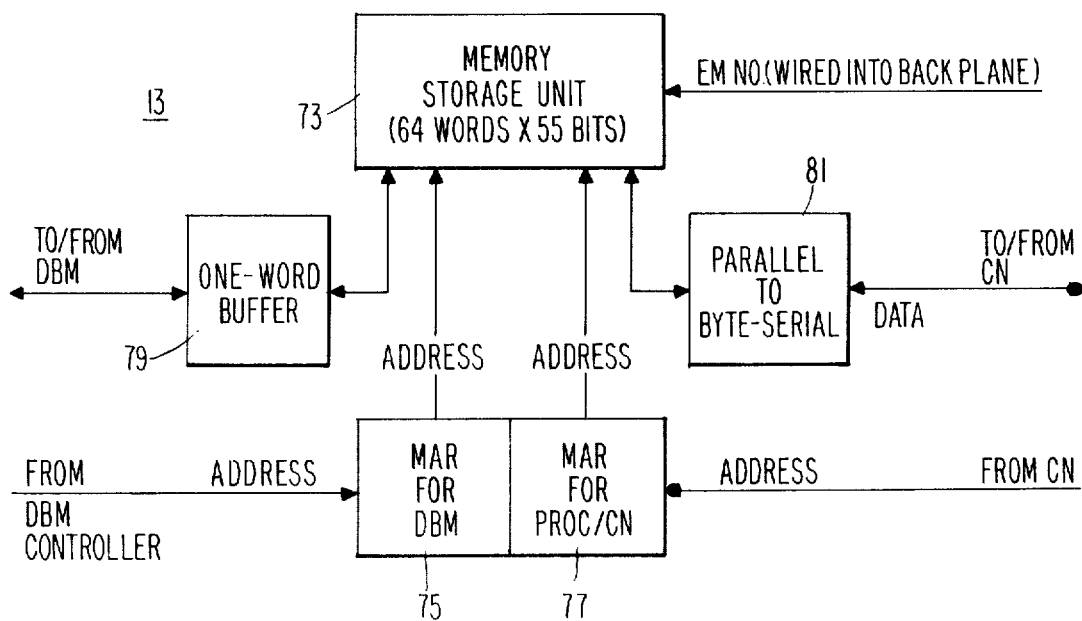 MEMORY
STORAGE UNIT
(64 WORDS X 55 BITS)
EM NO.(WIRED INTO BACK PLANE)
13
73
81
TO/FROM
DBM
ONE-WORD
BUFFER
79
PARALLEL
TO
BYTE-SERIAL
TO/FROM
CN
DATA
ADDRESS
ADDRESS
FROM
DBM
CONTROLLER
ADDRESS
MAR
FOR
DBM
MAR
FOR
PROC/CN
ADDRESS
FROM CN
75
77